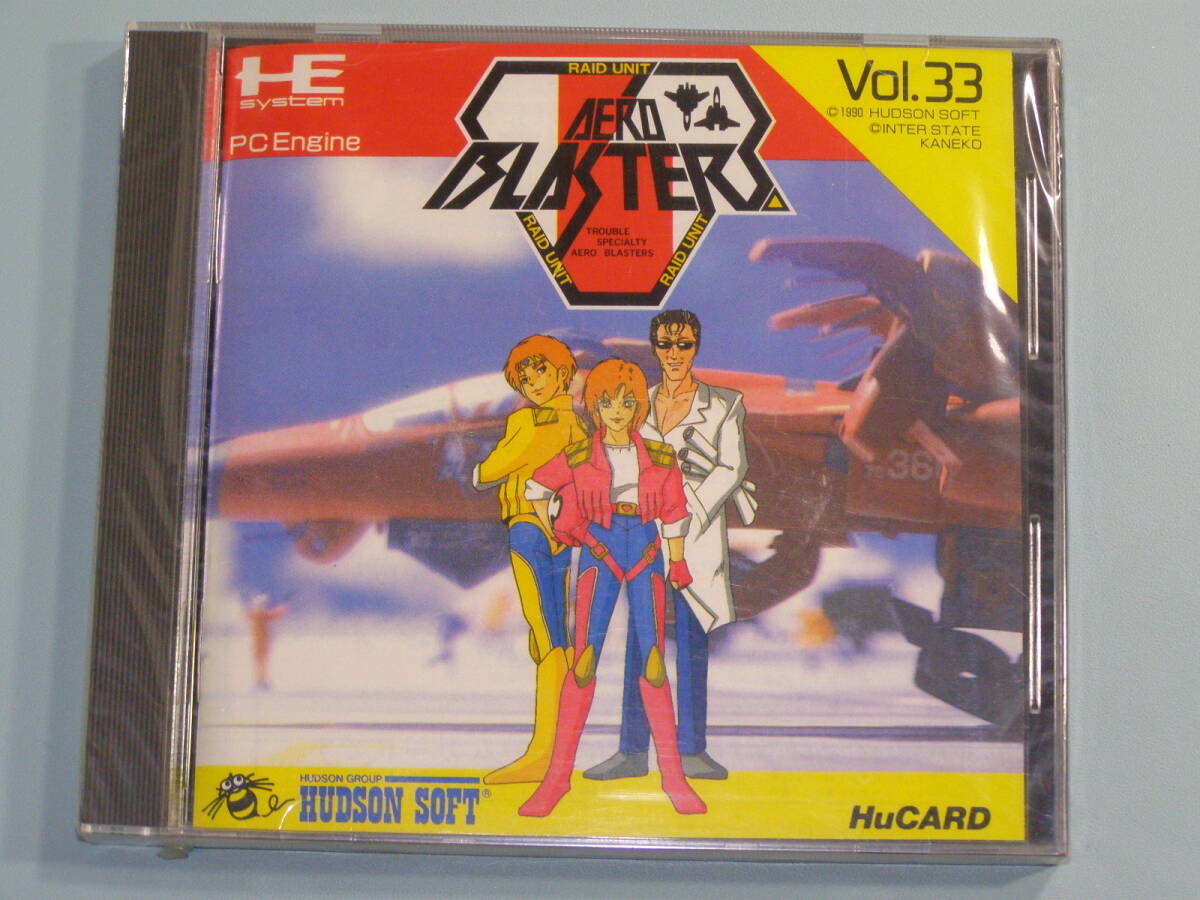 HE
system
PC Engine
RAID UNIT
AERO
BLASTERS
RAID UNIT
RAID UNIT
TROUBLE
SPECIALTY
AERO BLASTERS
Vol.33
©1990 HUDSON SOFT
©INTER STATE
KANEKO
36
HUDSON GROUP
HUDSON SOFT®
HuCARD